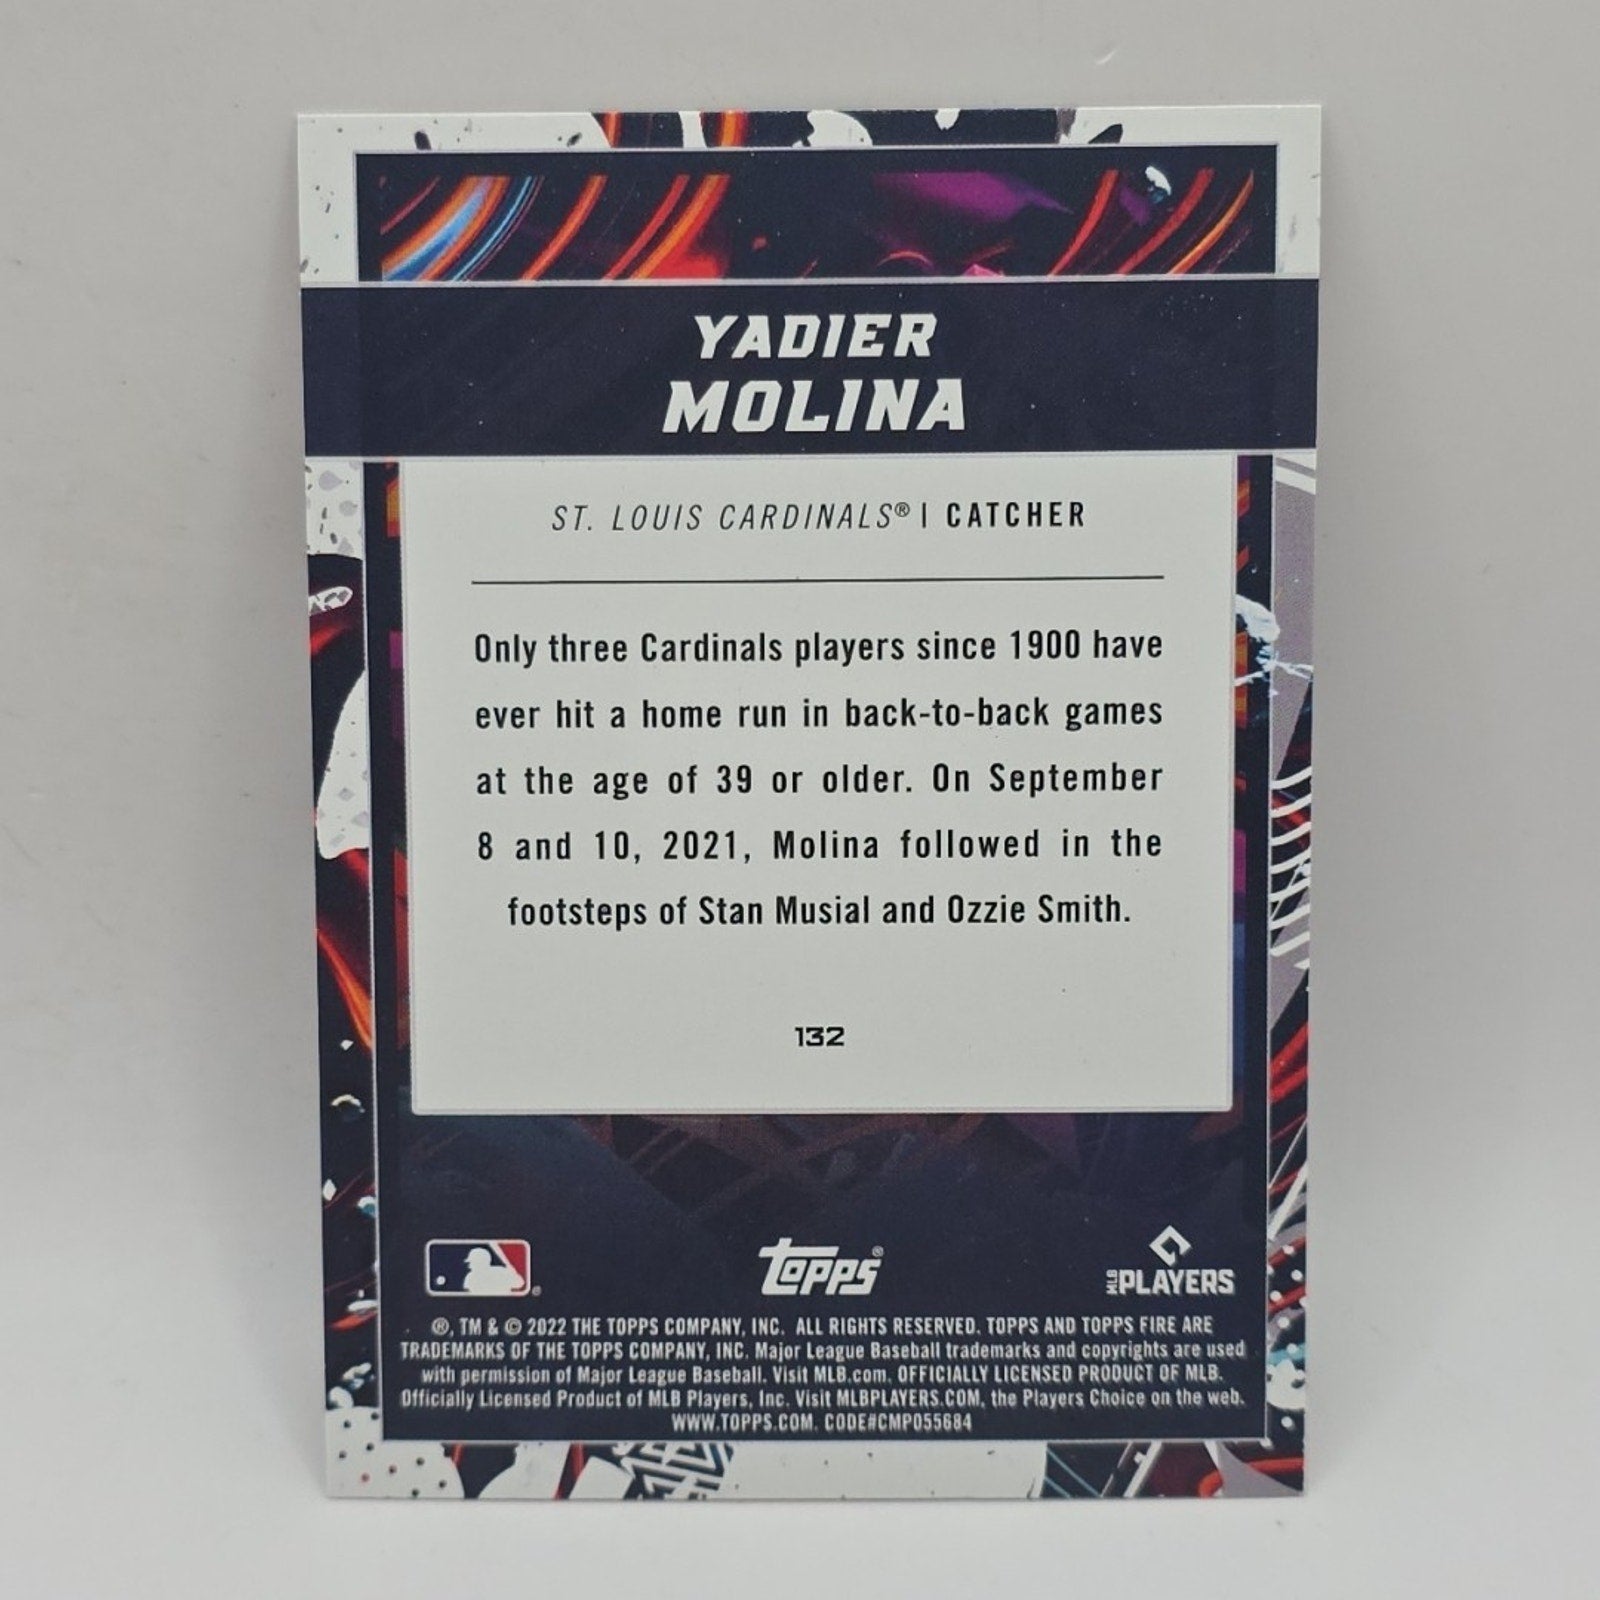 YADIER
MOLINA
ST. LOUIS CARDINALS® | CATCHER
Only three Cardinals players since 1900 have
ever hit a home run in back-to-back games
at the age of 39 or older. On September
8 and 10, 2021, Molina followed in the
footsteps of Stan Musial and Ozzie Smith.
132
® Topps® MLB PLAYERS
®, TM & © 2022 THE TOPPS COMPANY, INC. ALL RIGHTS RESERVED. TOPPS AND TOPPS FIRE ARE
TRADEMARKS OF THE TOPPS COMPANY, INC. Major League Baseball trademarks and copyrights are used
with permission of Major League Baseball. Visit MLB.com. OFFICIALLY LICENSED PRODUCT OF MLB.
Officially Licensed Product of MLB Players, Inc. Visit MLBPLAYERS.COM, the Players Choice on the web.
WWW.TOPPS.COM. CODE#CMP055684